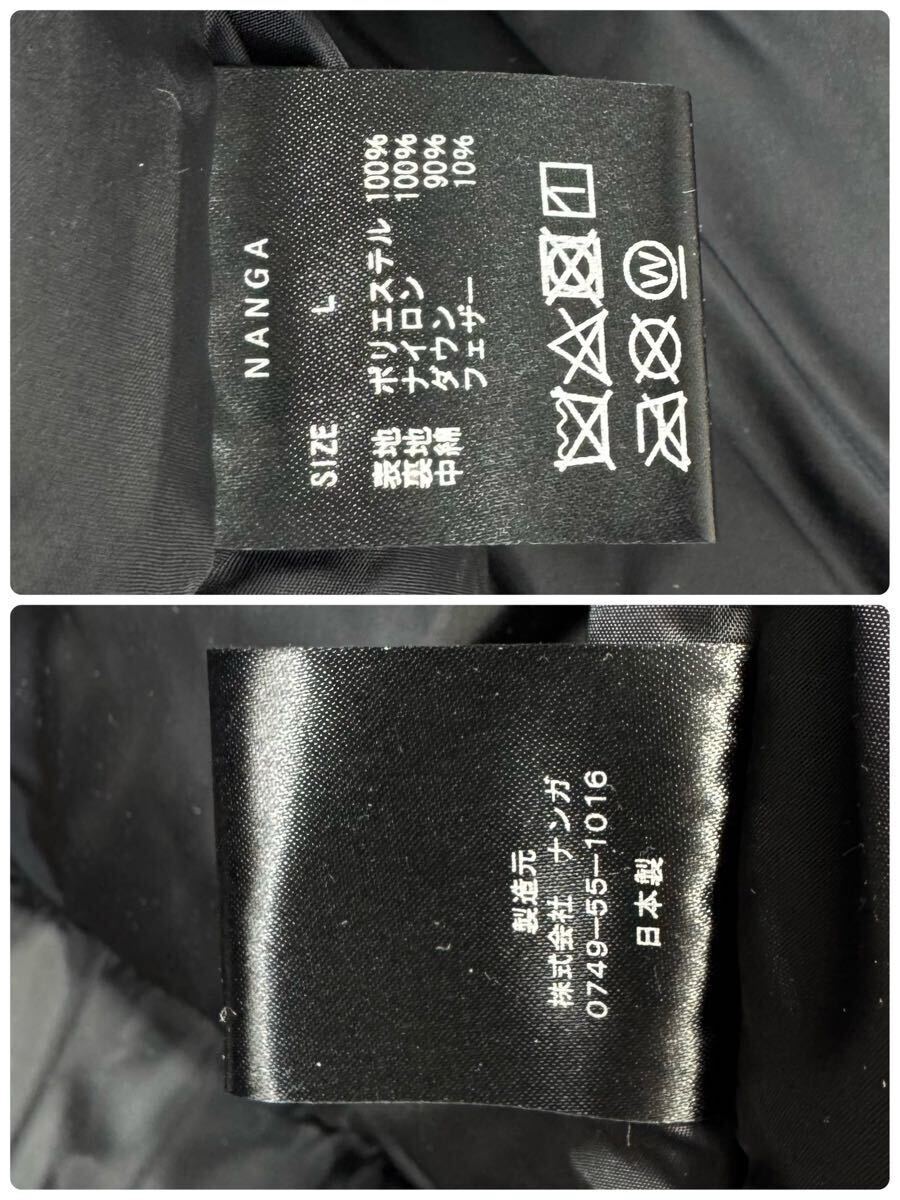 NANGA
SIZE L
表地 ポリエステル 100%
裏地 ナイロン 100%
中綿 ダウン 90%
フェザー 10%
W
製造元
株式会社 ナンガ
0749-55-1016
日本製